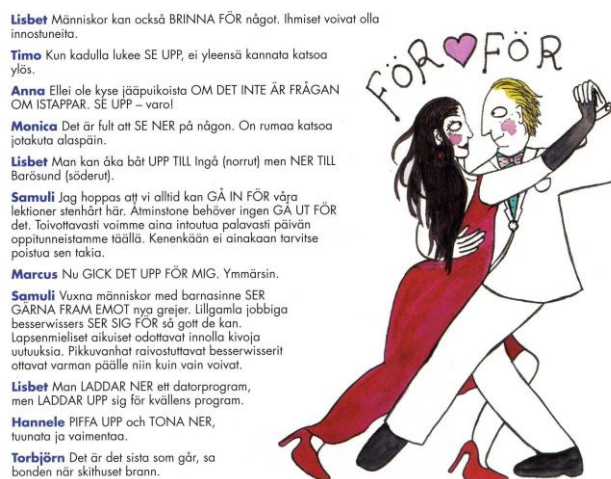 Lisbet Människor kan också BRINNA FÖR något. Ihmiset voivat olla
innostuneita.
Timo Kun kadulla lukee SE UPP, ei yleensä kannata katsoa
ylös.
Anna Ellei ole kyse jääpuikoista OM DET INTE ÄR FRÅGAN
OM ISTAPPAR. SE UPP – varo!
Monica Det är fult att SE NER på någon. On rumaa katsoa
jotakuta alaspäin.
Lisbet Man kan åka båt UPP TILL Ingå (norrut) men NER TILL
Barösund (söderut).
Samuli Jag hoppas att vi alltid kan GÅ IN FÖR våra
lektioner stenhårt här. Åtminstone behöver ingen GÅ UT FÖR
det. Toivottavasti voimme aina intoutua palavasti päivän
oppitunneistamme täällä. Kenenkään ei ainakaan tarvitse
poistua sen takia.
Marcus Nu GICK DET UPP FÖR MIG. Ymmärsin.
Samuli Vuxna människor med barnasinne SER
GÄRNA FRAM EMOT nya grejer. Lillgamla jobbiga
besserwissers SER SIG FÖR så gott de kan.
Lapsenmieliset aikuiset odottavat innolla kivoja
uutuuksia. Pikkuvanhat raivostuttavat besserwisserit
ottavat varman päälle niin kuin vain voivat.
Lisbet Man LADDAR NER ett datorprogram,
men LADDAR UPP sig för kvällens program.
Hannele PIFFA UPP och TONA NER,
tuunata ja vaimentaa.
Torbjörn Det är det sista som går, sa
bonden när skithuset brann.
FÖR FÖR